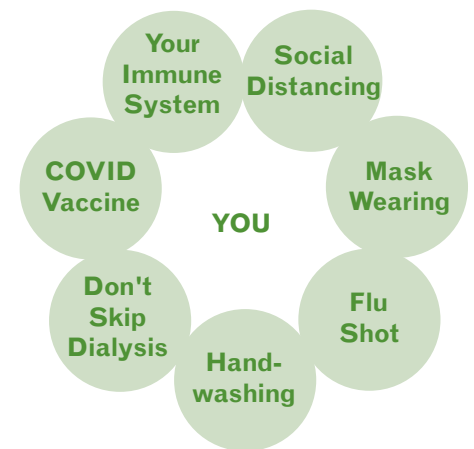 Your
Immune
System
Social
Distancing
Mask
Wearing
Flu
Shot
Hand-
washing
Don't
Skip
Dialysis
COVID
Vaccine
YOU